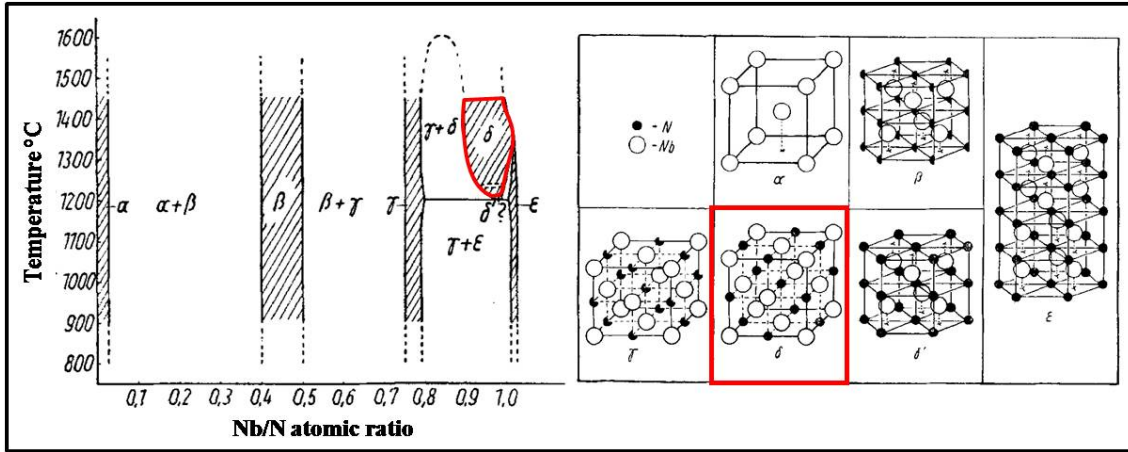 Temperature °C
1600
1500
1400
1300
1200
1100
1000
900
800
α
α+β
β
β+γ
γ
γ+δ
δ
δ'?
γ+ε
ε
0,1 0,2 0,3 0,4 0,5 0,6 0,7 0,8 0,9 1,0
Nb/N atomic ratio
-N
-Nb
α
β
γ
δ
δ'
ε